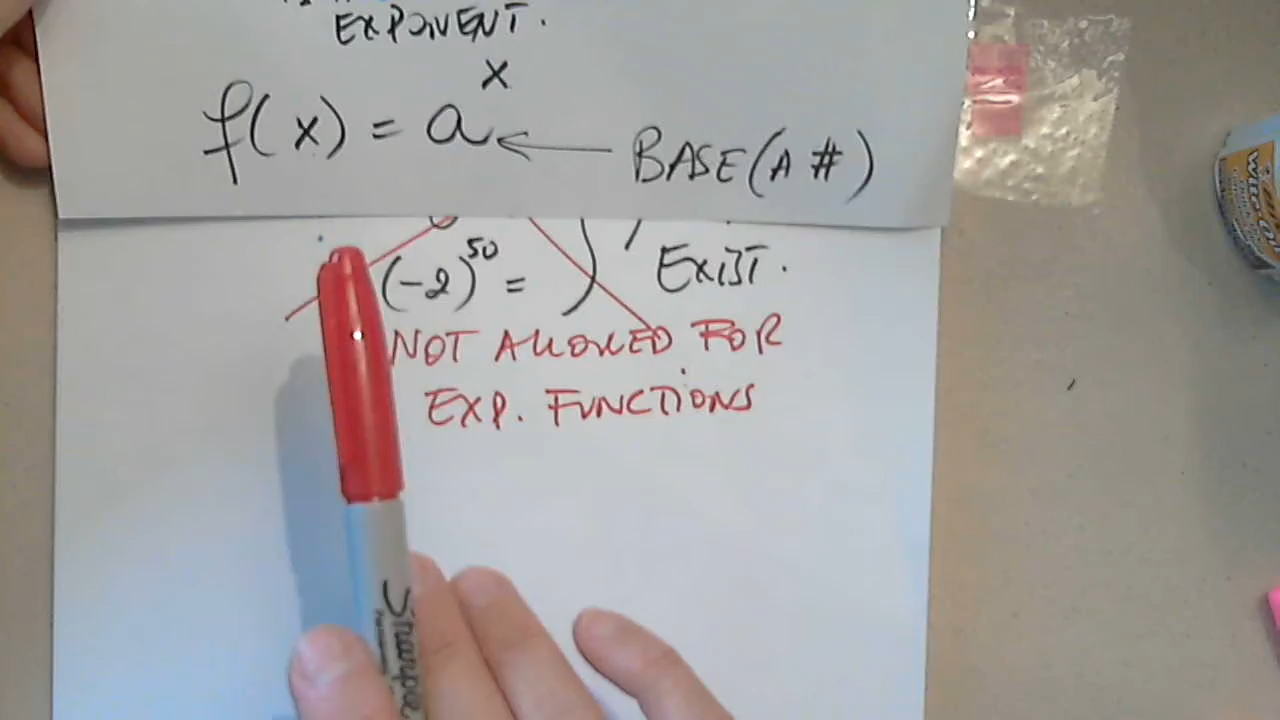 EXPONENT.
f(x) = a^x ← BASE (A #)
(-2)^50 = ) / EXIST.
NOT ALLOWED FOR
EXP. FUNCTIONS
Sharpie